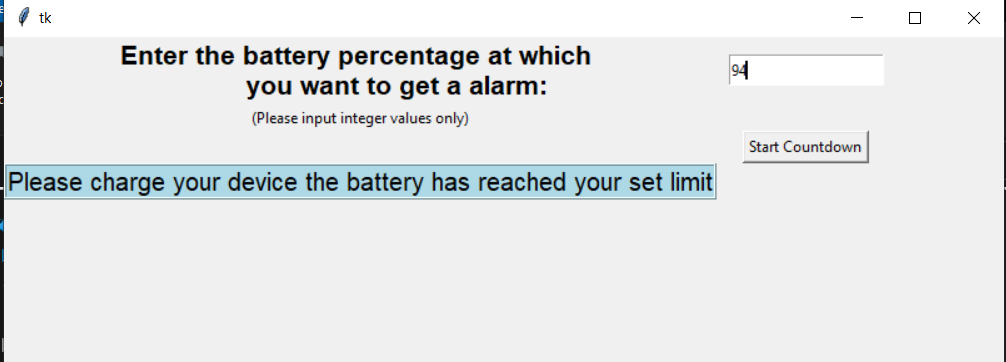 tk
Enter the battery percentage at which
you want to get a alarm:
94
(Please input integer values only)
Start Countdown
Please charge your device the battery has reached your set limit